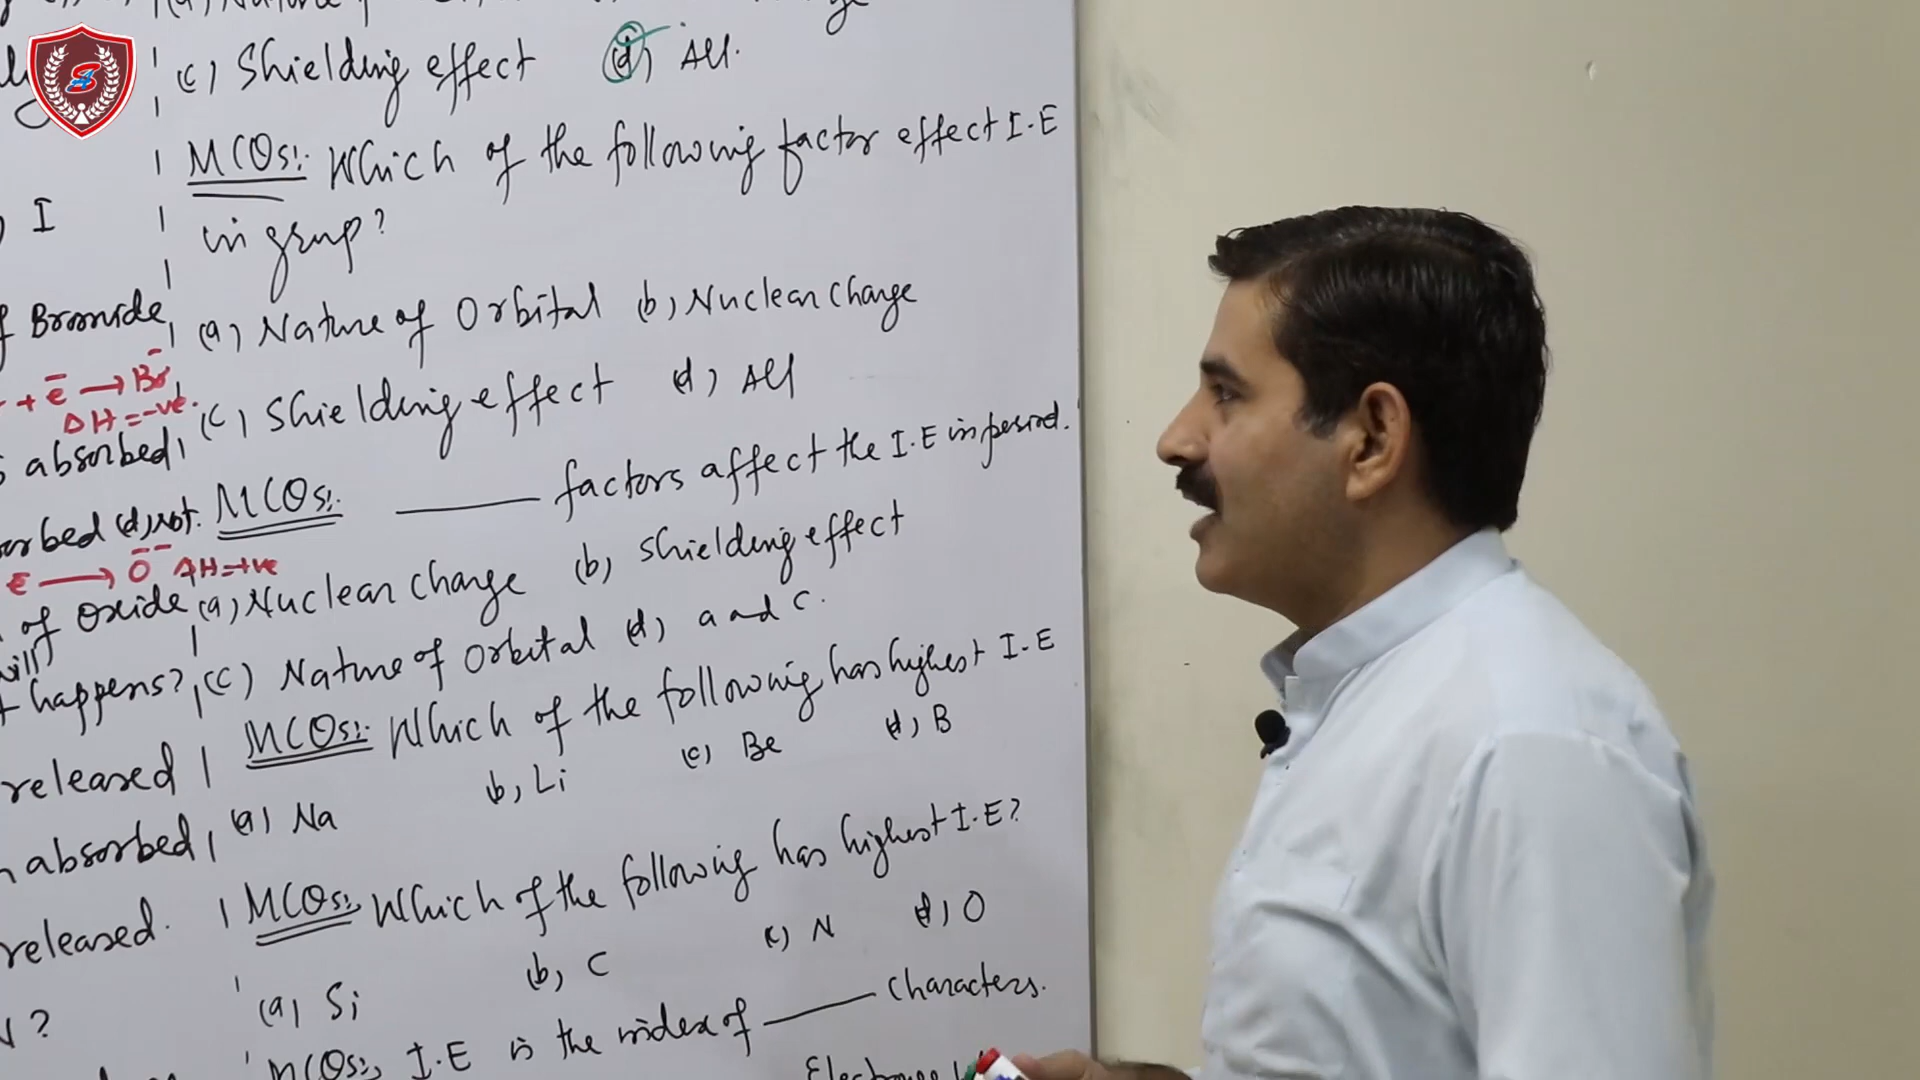 (c) Shielding effect (d) All.
MCQs:. Which of the following factor effect I.E
in grup?
I
Bromide, (a) Nature of Orbital (b) Nuclear Charge
+ e → Br
ΔH = -ve.
absorbed, (c) Shielding effect (d) All
(d) not. MCQs:. ______ factors affect the I.E in period.
e → O ΔH=+ve
of Oxide, (a) Nuclear Charge (b) Shielding effect
will
happens? (c) Nature of Orbital (d) a and c.
released MCQs:. Which of the following has highest I.E
absorbed, (a) Na (b) Li (c) Be (d) B
released. MCQs:. Which of the following has highest I.E?
(a) Si (b) C (c) N (d) O
?
MCQs:. I.E is the index of ______ Characters.